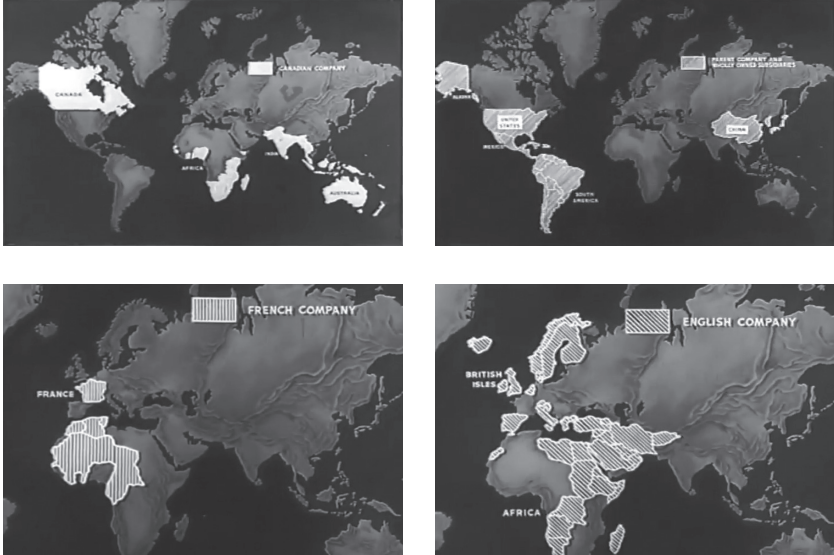 CANADIAN COMPANY
CANADA
INDIA
AFRICA
AUSTRALIA
PARENT COMPANY AND
WHOLLY OWNED SUBSIDIARIES
ALASKA
UNITED
STATES
CHINA
MEXICO
SOUTH
AMERICA
FRENCH COMPANY
FRANCE
ENGLISH COMPANY
BRITISH
ISLES
AFRICA